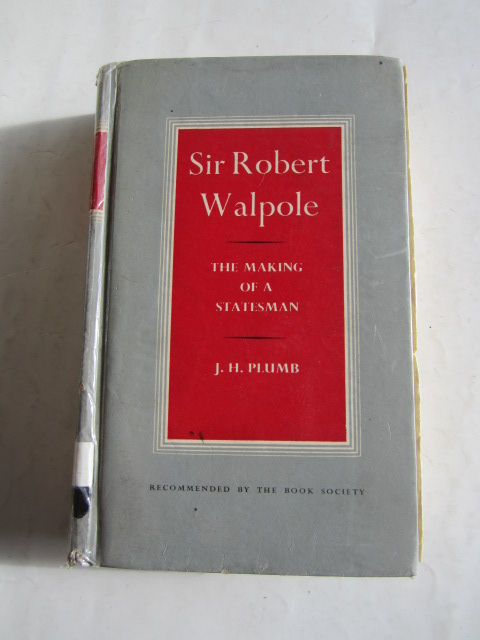 Sir Robert
Walpole
THE MAKING
OF A
STATESMAN
J. H. PLUMB
RECOMMENDED BY THE BOOK SOCIETY